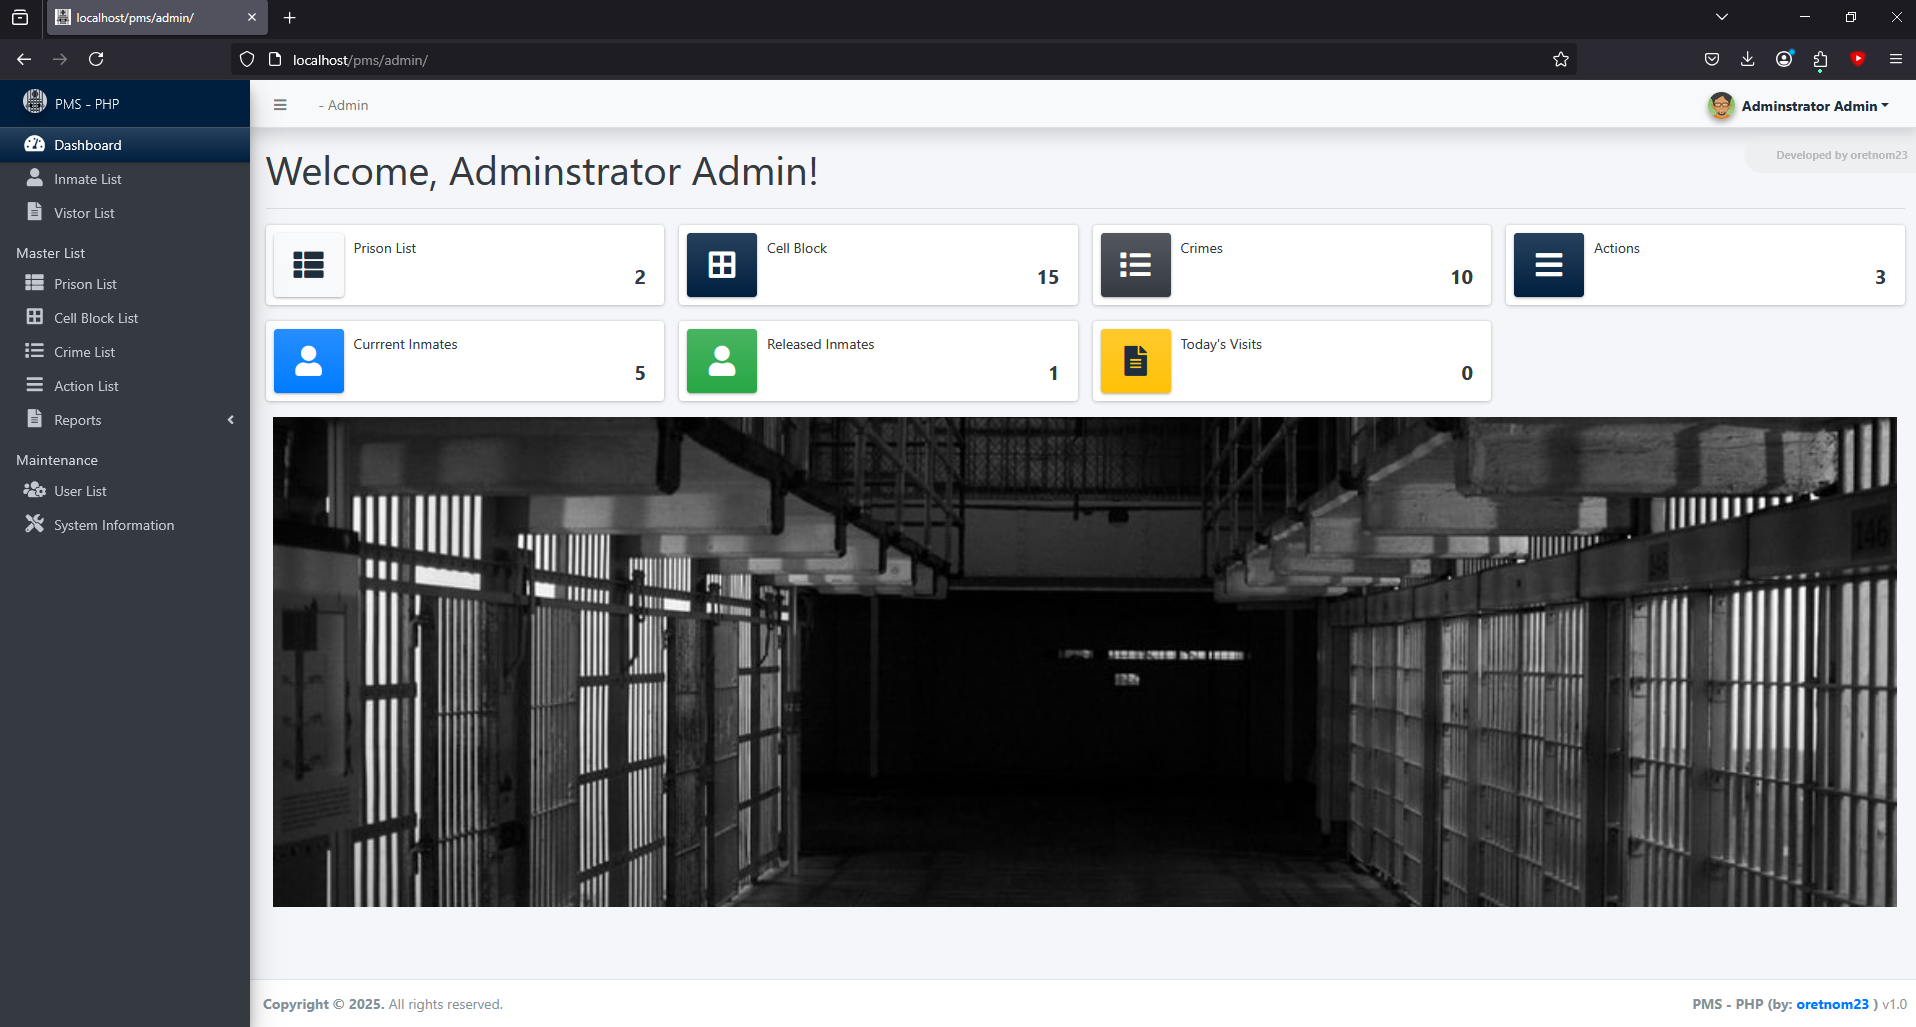 localhost/pms/admin/
localhost/pms/admin/
PMS - PHP
- Admin
Adminstrator Admin
Dashboard
Inmate List
Vistor List
Master List
Prison List
Cell Block List
Crime List
Action List
Reports
Maintenance
User List
System Information
Welcome, Adminstrator Admin!
Developed by oretnom23
Prison List
2
Cell Block
15
Crimes
10
Actions
3
Currrent Inmates
5
Released Inmates
1
Today's Visits
0
146
Copyright © 2025. All rights reserved.
PMS - PHP (by: oretnom23 ) v1.0